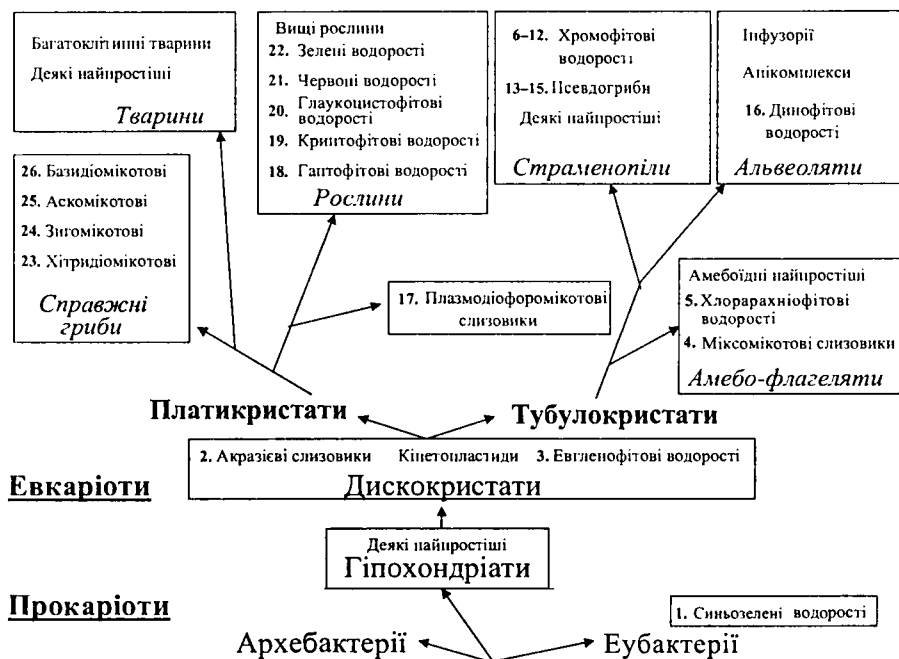 Багатоклітинні тварини
Деякі найпростіші
Тварини
Вищі рослини
22. Зелені водорості
21. Червоні водорості
20. Глаукоцистофітові
водорості
19. Криптофітові водорості
18. Гаптофітові водорості
Рослини
6–12. Хромофітові
водорості
13–15. Псевдогриби
Деякі найпростіші
Страменопіли
Інфузорії
Апікомплекси
16. Динофітові
водорості
Альвеоляти
26. Базидіомікотові
25. Аскомікотові
24. Зигомікотові
23. Хітридіомікотові
Справжні
гриби
17. Плазмодіофоромікотові
слизовики
Амебоїдні найпростіші
5. Хлорарахніофітові
водорості
4. Міксомікотові слизовики
Амебо-флагеляти
Платикристати
Тубулокристати
2. Акразієві слизовики Кінетопластиди 3. Евгленофітові водорості
Дискокристати
Евкаріоти
Деякі найпростіші
Гіпохондріати
Прокаріоти
1. Синьозелені водорості
Архебактерії
Еубактерії